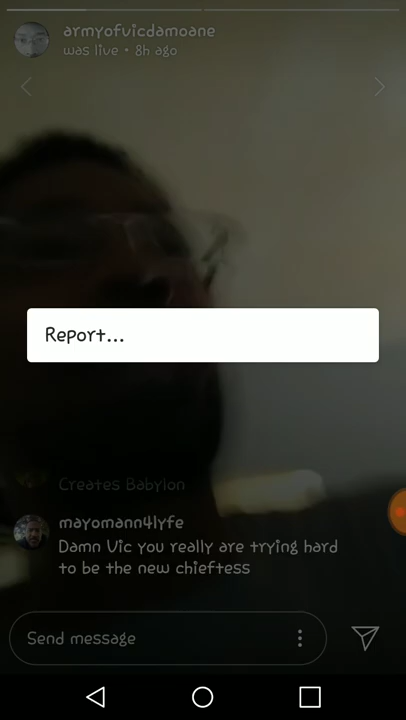 armyofvicdamoane
was live • 8h ago
Report...
Creates Babylon
mayomann4lyfe
Damn Vic you really are trying hard
to be the new chieftess
Send message